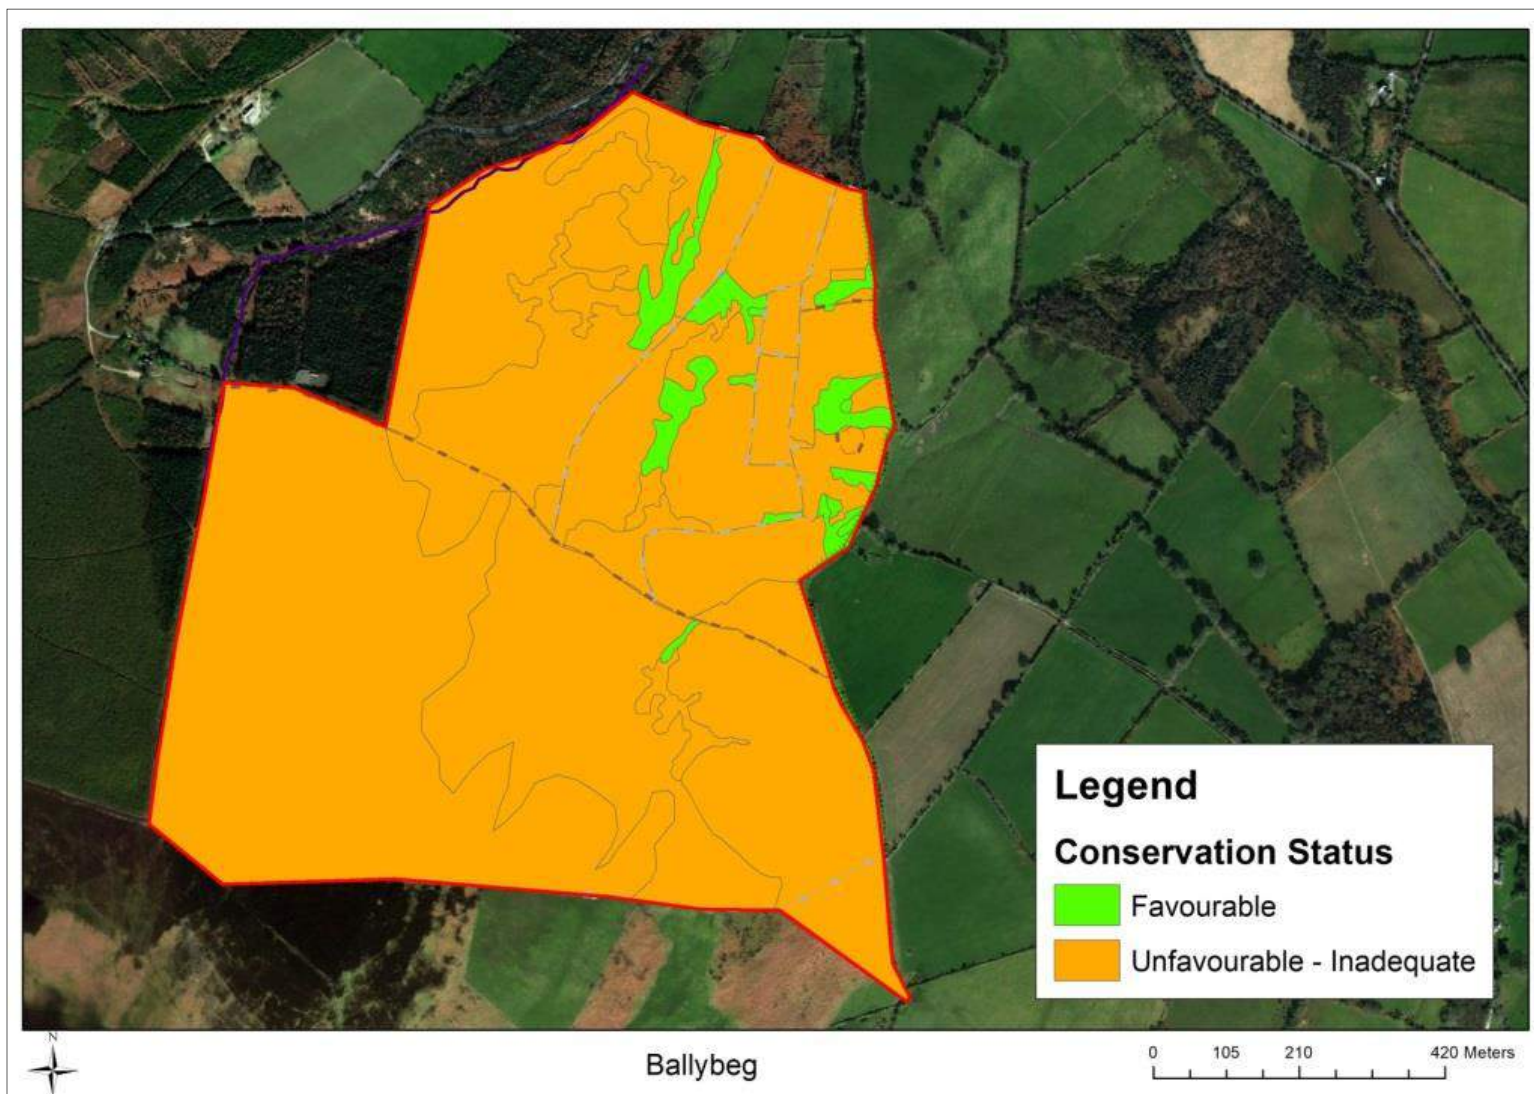 Legend
Conservation Status
Favourable
Unfavourable - Inadequate
N
Ballybeg
0 105 210 420 Meters